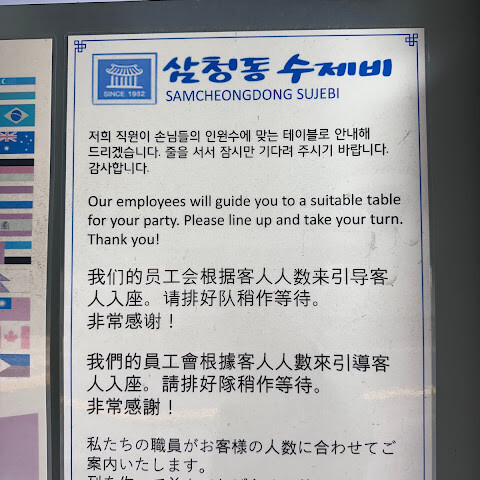 삼청동 수제비
SINCE 1982
SAMCHEONGDONG SUJEBI
저희 직원이 손님들의 인원수에 맞는 테이블로 안내해
드리겠습니다. 줄을 서서 잠시만 기다려 주시기 바랍니다.
감사합니다.
Our employees will guide you to a suitable table
for your party. Please line up and take your turn.
Thank you!
我们的员工会根据客人人数来引导客
人入座。请排好队稍作等待。
非常感谢！
我們的員工會根據客人人數來引導客
人入座。請排好隊稍作等待。
非常感謝！
私たちの職員がお客様の人数に合わせてご
案内いたします。